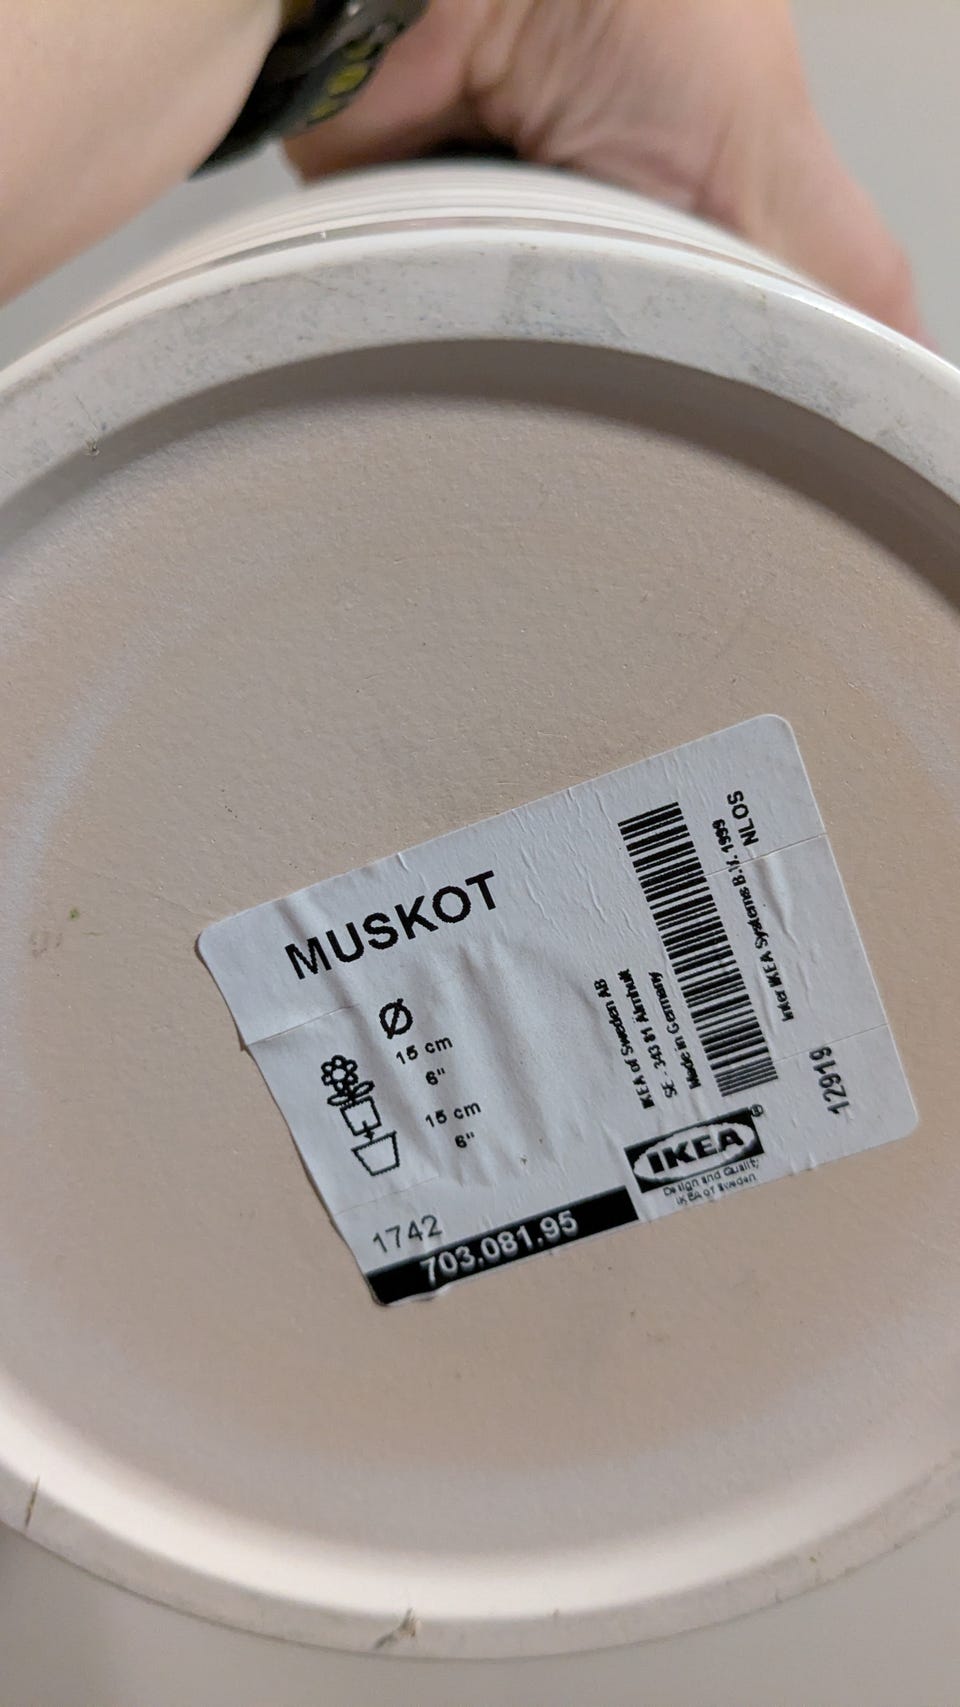 MUSKOT
Ø
15 cm
6"
15 cm
6"
1742
703.081.95
IKEA of Sweden AB
SE - 343 81 Älmhult
Made in Germany
Inter IKEA Systems B.V. 1999
NLOS
12919
IKEA®
Design and Quality
IKEA of Sweden